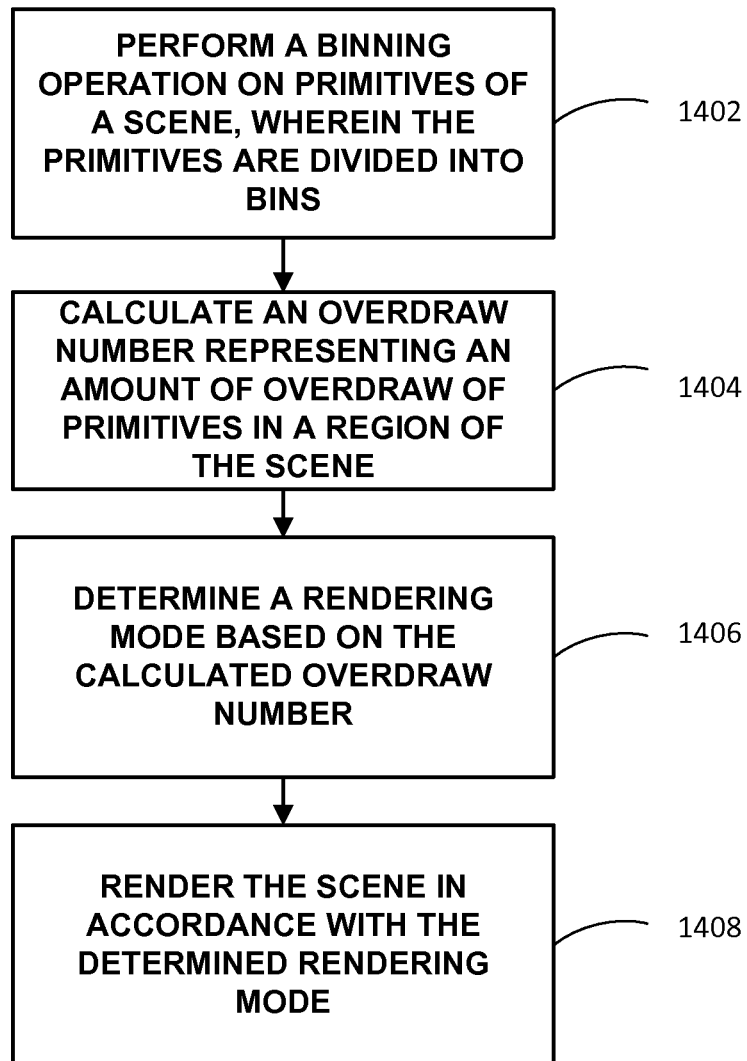 PERFORM A BINNING
OPERATION ON PRIMITIVES OF
A SCENE, WHEREIN THE
PRIMITIVES ARE DIVIDED INTO
BINS
1402
CALCULATE AN OVERDRAW
NUMBER REPRESENTING AN
AMOUNT OF OVERDRAW OF
PRIMITIVES IN A REGION OF
THE SCENE
1404
DETERMINE A RENDERING
MODE BASED ON THE
CALCULATED OVERDRAW
NUMBER
1406
RENDER THE SCENE IN
ACCORDANCE WITH THE
DETERMINED RENDERING
MODE
1408